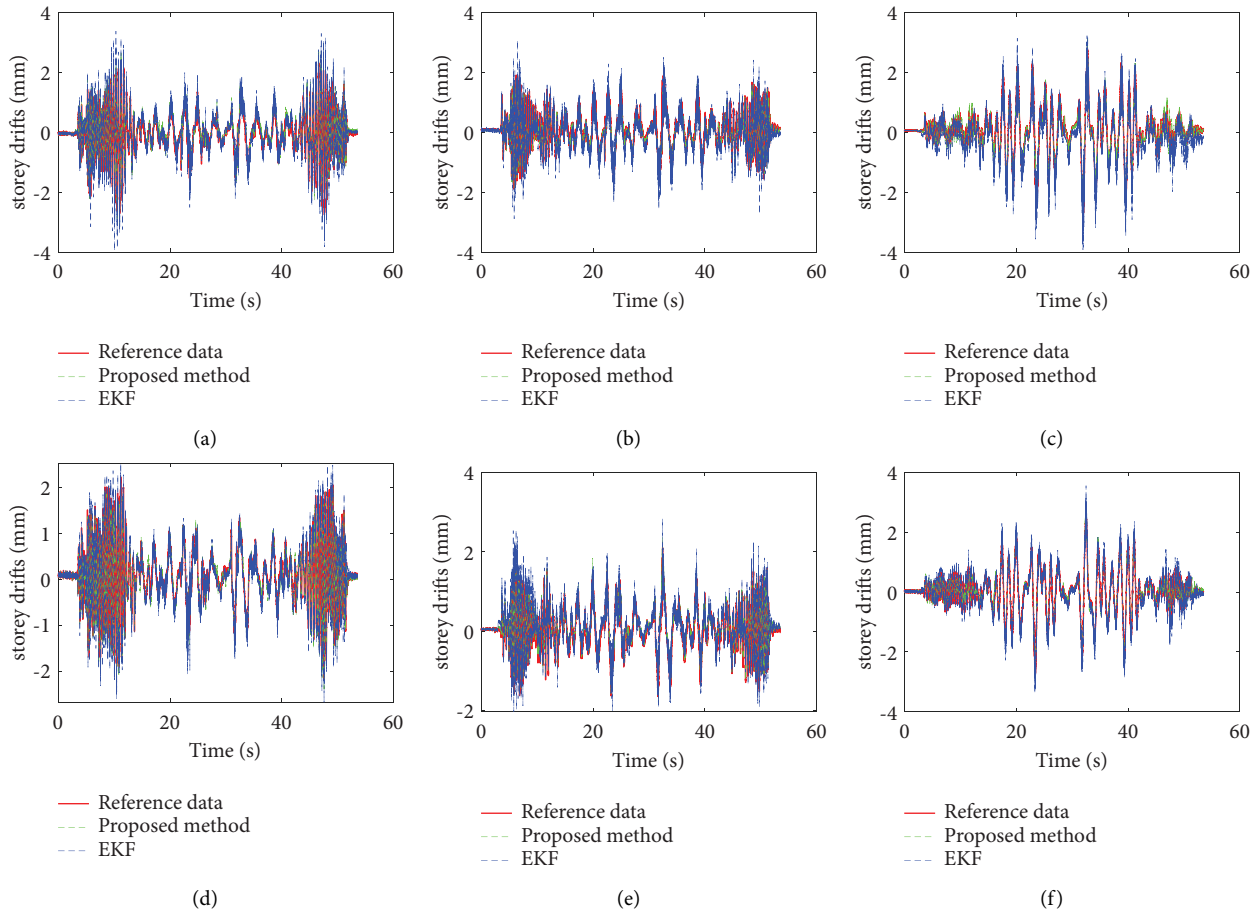 storey drifts (mm)
4
2
0
-2
-4
0
20
40
60
Time (s)
Reference data
Proposed method
EKF
(a)
storey drifts (mm)
4
2
0
-2
-4
0
20
40
60
Time (s)
Reference data
Proposed method
EKF
(b)
storey drifts (mm)
4
2
0
-2
-4
0
20
40
60
Time (s)
Reference data
Proposed method
EKF
(c)
storey drifts (mm)
2
1
0
-1
-2
0
20
40
60
Time (s)
Reference data
Proposed method
EKF
(d)
storey drifts (mm)
4
2
0
-2
0
20
40
60
Time (s)
Reference data
Proposed method
EKF
(e)
storey drifts (mm)
4
2
0
-2
-4
0
20
40
60
Time (s)
Reference data
Proposed method
EKF
(f)